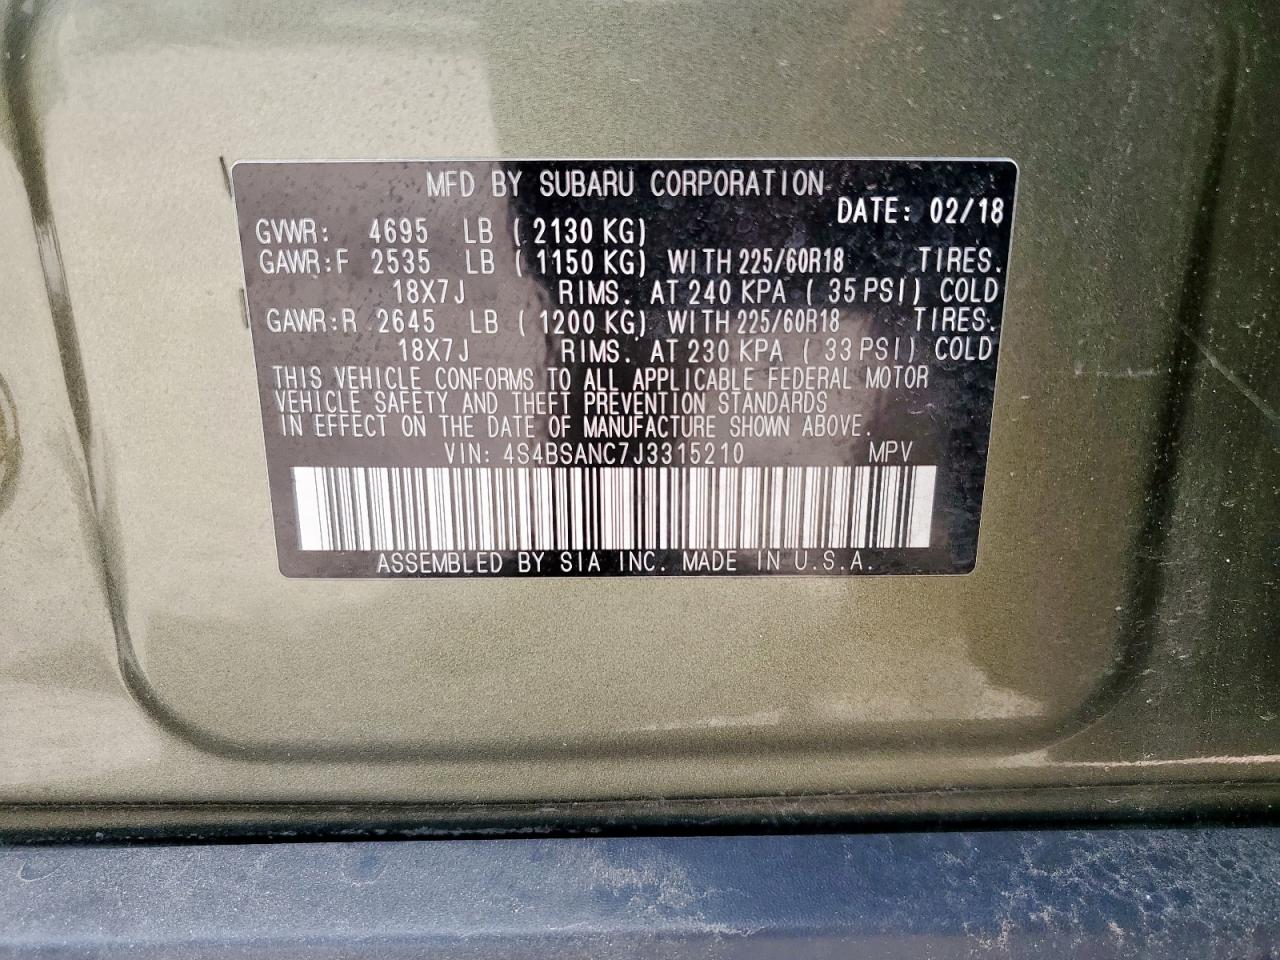 MFD BY SUBARU CORPORATION
DATE: 02/18
GVWR: 4695 LB ( 2130 KG)
GAWR:F 2535 LB ( 1150 KG) WITH 225/60R18 TIRES.
18X7J RIMS. AT 240 KPA ( 35 PSI) COLD
GAWR:R 2645 LB ( 1200 KG) WITH 225/60R18 TIRES.
18X7J RIMS. AT 230 KPA ( 33 PSI) COLD
THIS VEHICLE CONFORMS TO ALL APPLICABLE FEDERAL MOTOR
VEHICLE SAFETY AND THEFT PREVENTION STANDARDS
IN EFFECT ON THE DATE OF MANUFACTURE SHOWN ABOVE.
VIN: 4S4BSANC7J3315210 MPV
ASSEMBLED BY SIA INC. MADE IN U.S.A.